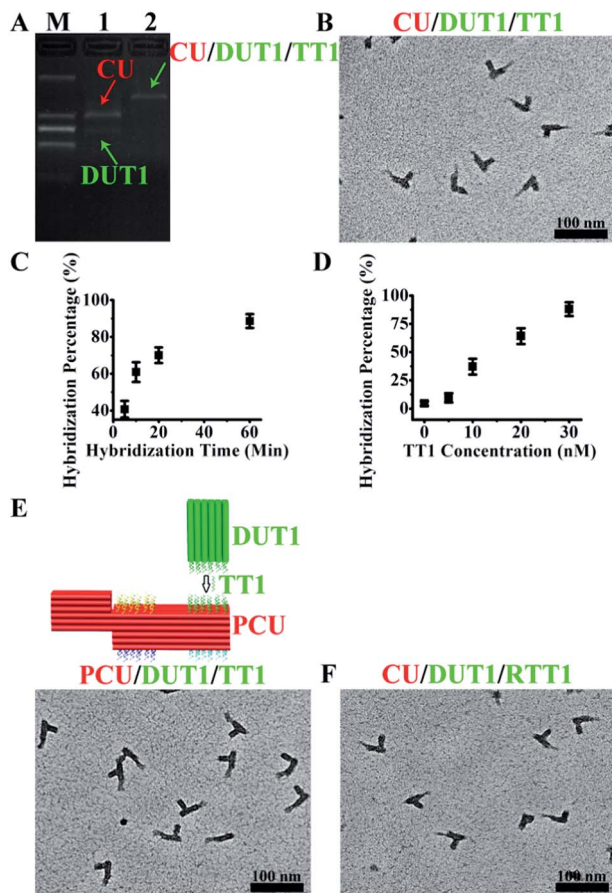 A M 1 2
CU/DUT1/TT1
CU
DUT1
B CU/DUT1/TT1
100 nm
C
Hybridization Percentage (%)
100
80
60
40
0 20 40 60
Hybridization Time (Min)
D
Hybridization Percentage (%)
100
75
50
25
0
0 10 20 30
TT1 Concentration (nM)
E
DUT1
TT1
PCU
PCU/DUT1/TT1
100 nm
F CU/DUT1/RTT1
100 nm